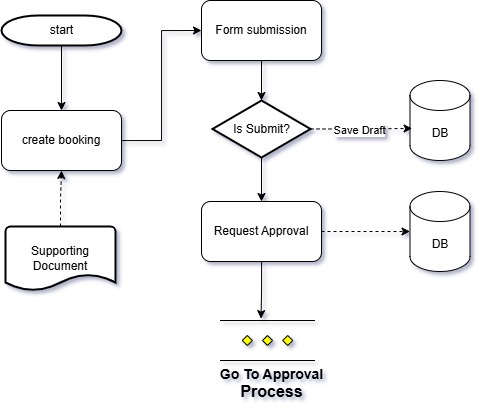 start
Form submission
create booking
Is Submit?
Save Draft
DB
Supporting
Document
Request Approval
DB
Go To Approval
Process